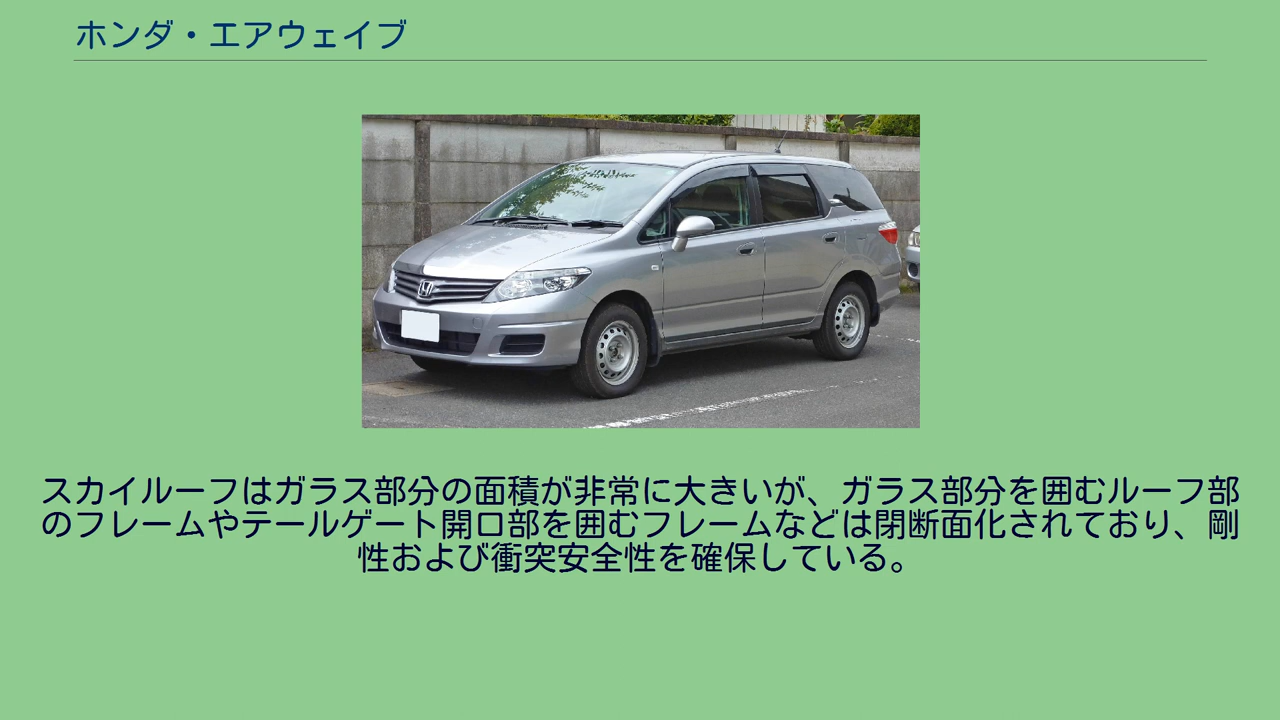 ホンダ・エアウェイブ
スカイルーフはガラス部分の面積が非常に大きいが、ガラス部分を囲むルーフ部
のフレームやテールゲート開口部を囲むフレームなどは閉断面化されており、剛
性および衝突安全性を確保している。